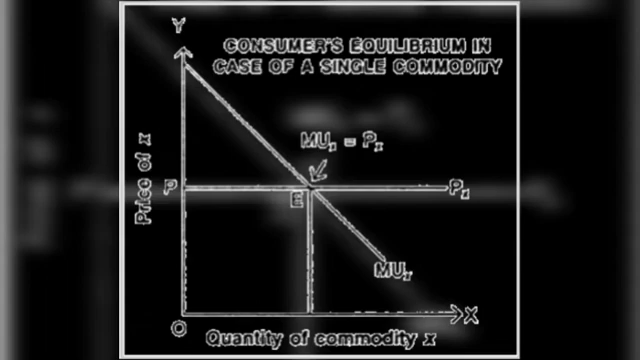 Y
CONSUMER'S EQUILIBRIUM IN
CASE OF A SINGLE COMMODITY
MUx = Px
Price of x
P
Px
E
MUx
O
X
Quantity of commodity x